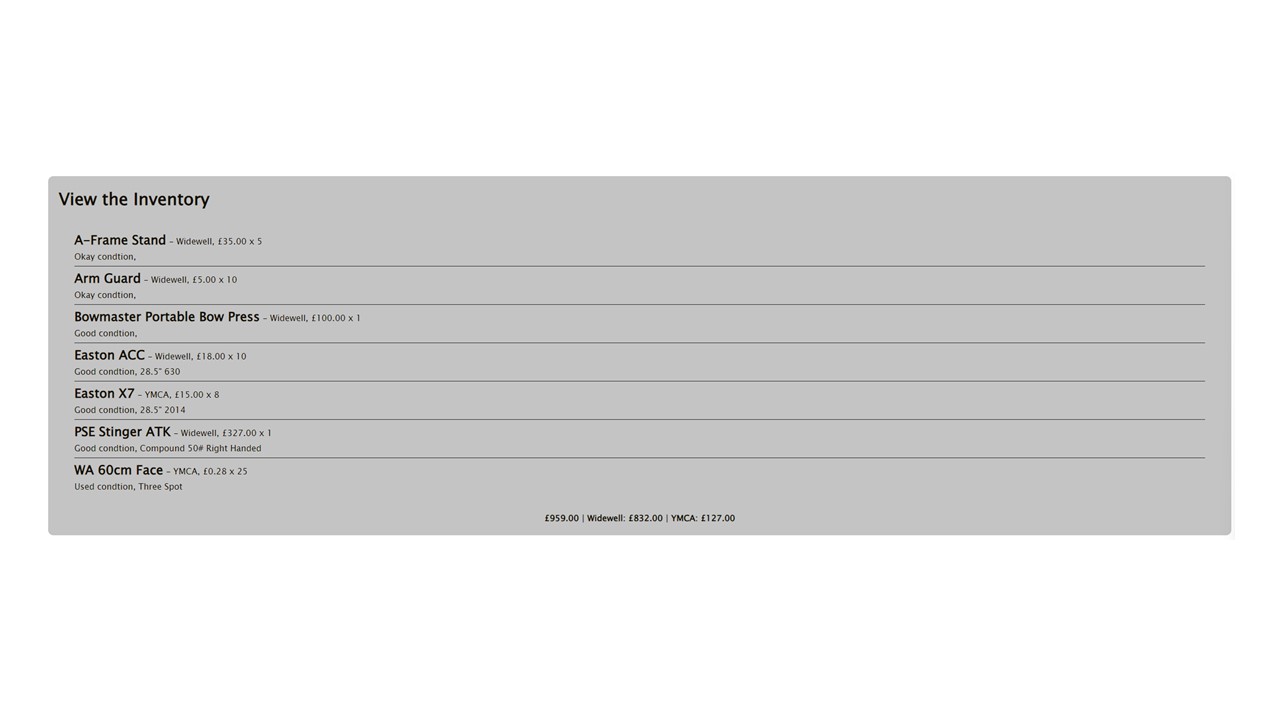 View the Inventory
A-Frame Stand - Widewell, £35.00 x 5
Okay condtion,
Arm Guard - Widewell, £5.00 x 10
Okay condtion,
Bowmaster Portable Bow Press - Widewell, £100.00 x 1
Good condtion,
Easton ACC - Widewell, £18.00 x 10
Good condtion, 28.5" 630
Easton X7 - YMCA, £15.00 x 8
Good condtion, 28.5" 2014
PSE Stinger ATK - Widewell, £327.00 x 1
Good condtion, Compound 50# Right Handed
WA 60cm Face - YMCA, £0.28 x 25
Used condtion, Three Spot
£959.00 | Widewell: £832.00 | YMCA: £127.00